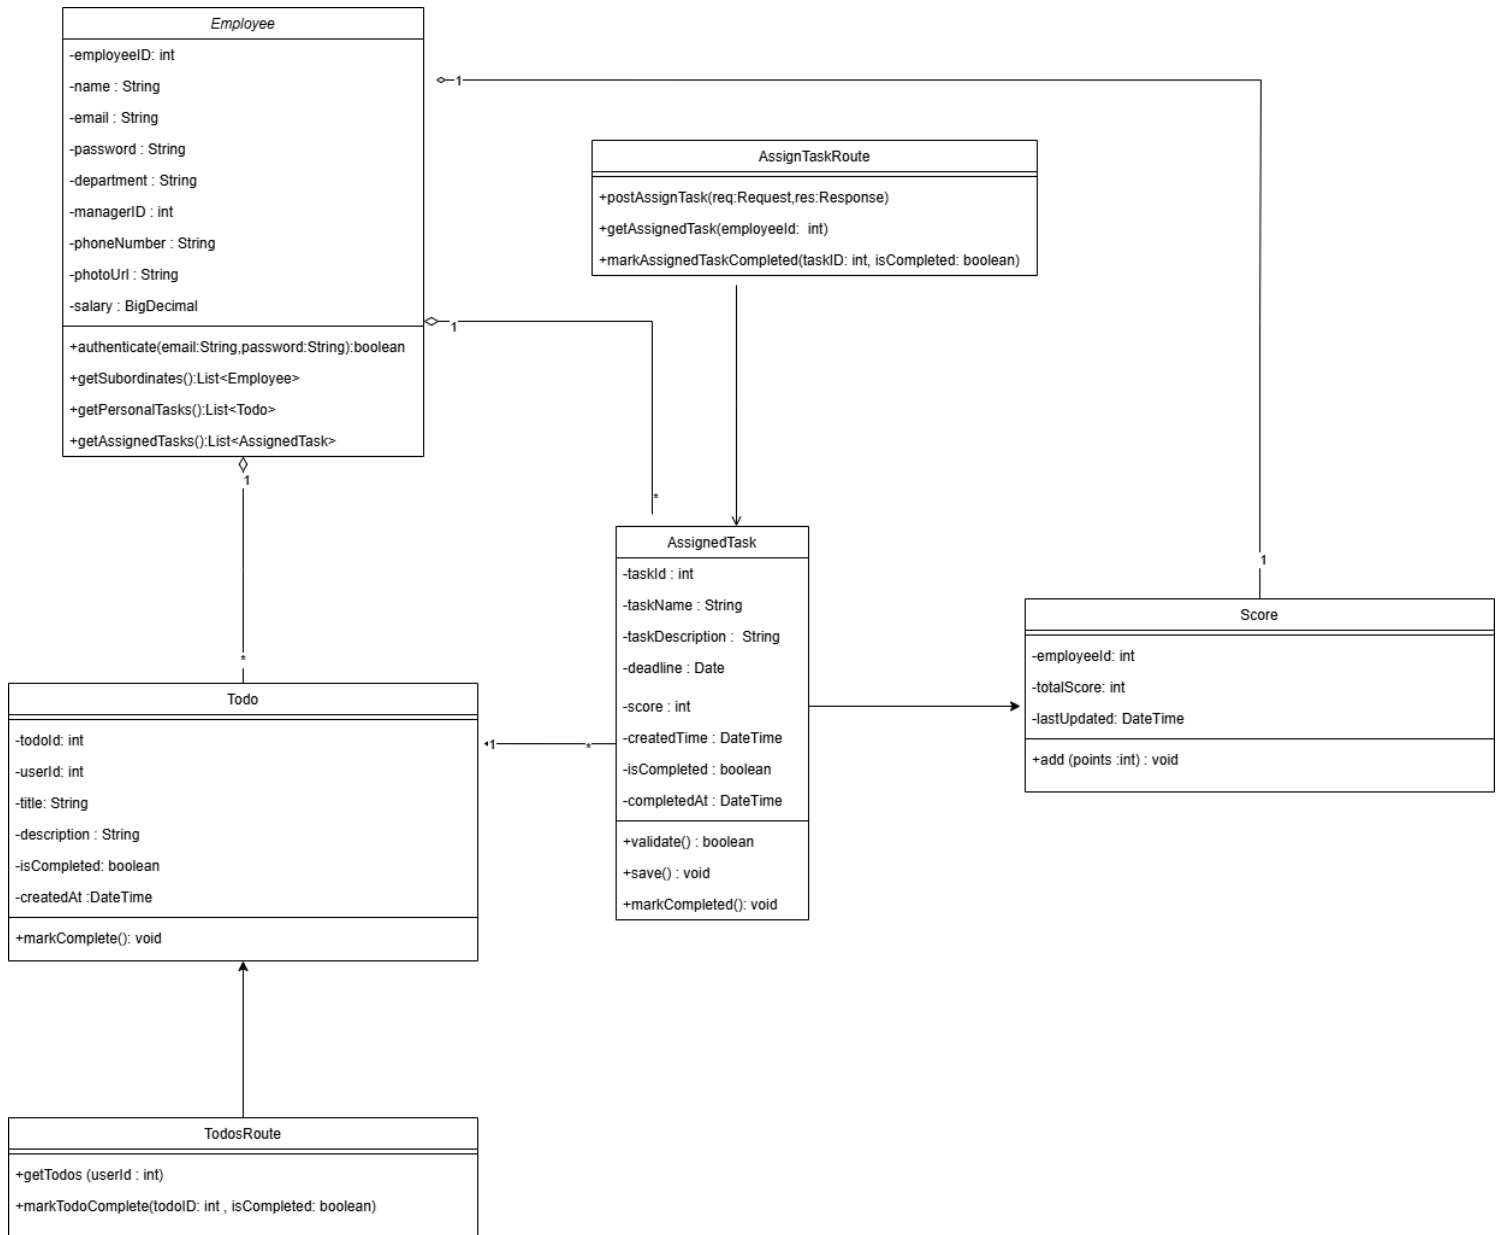 Employee
-employeeID: int
-name : String
-email : String
-password : String
-department : String
-managerID : int
-phoneNumber : String
-photoUrl : String
-salary : BigDecimal
+authenticate(email:String,password:String):boolean
+getSubordinates():List<Employee>
+getPersonalTasks():List<Todo>
+getAssignedTasks():List<AssignedTask>
1
1
1
*
*
1
AssignTaskRoute
+postAssignTask(req:Request,res:Response)
+getAssignedTask(employeeId:  int)
+markAssignedTaskCompleted(taskID: int, isCompleted: boolean)
AssignedTask
-taskId : int
-taskName : String
-taskDescription :  String
-deadline : Date
-score : int
-createdTime : DateTime
-isCompleted : boolean
-completedAt : DateTime
+validate() : boolean
+save() : void
+markCompleted(): void
Score
-employeeId: int
-totalScore: int
-lastUpdated: DateTime
+add (points :int) : void
Todo
-todoId: int
-userId: int
-title: String
-description : String
-isCompleted: boolean
-createdAt :DateTime
+markComplete(): void
1
*
TodosRoute
+getTodos (userId : int)
+markTodoComplete(todoID: int , isCompleted: boolean)